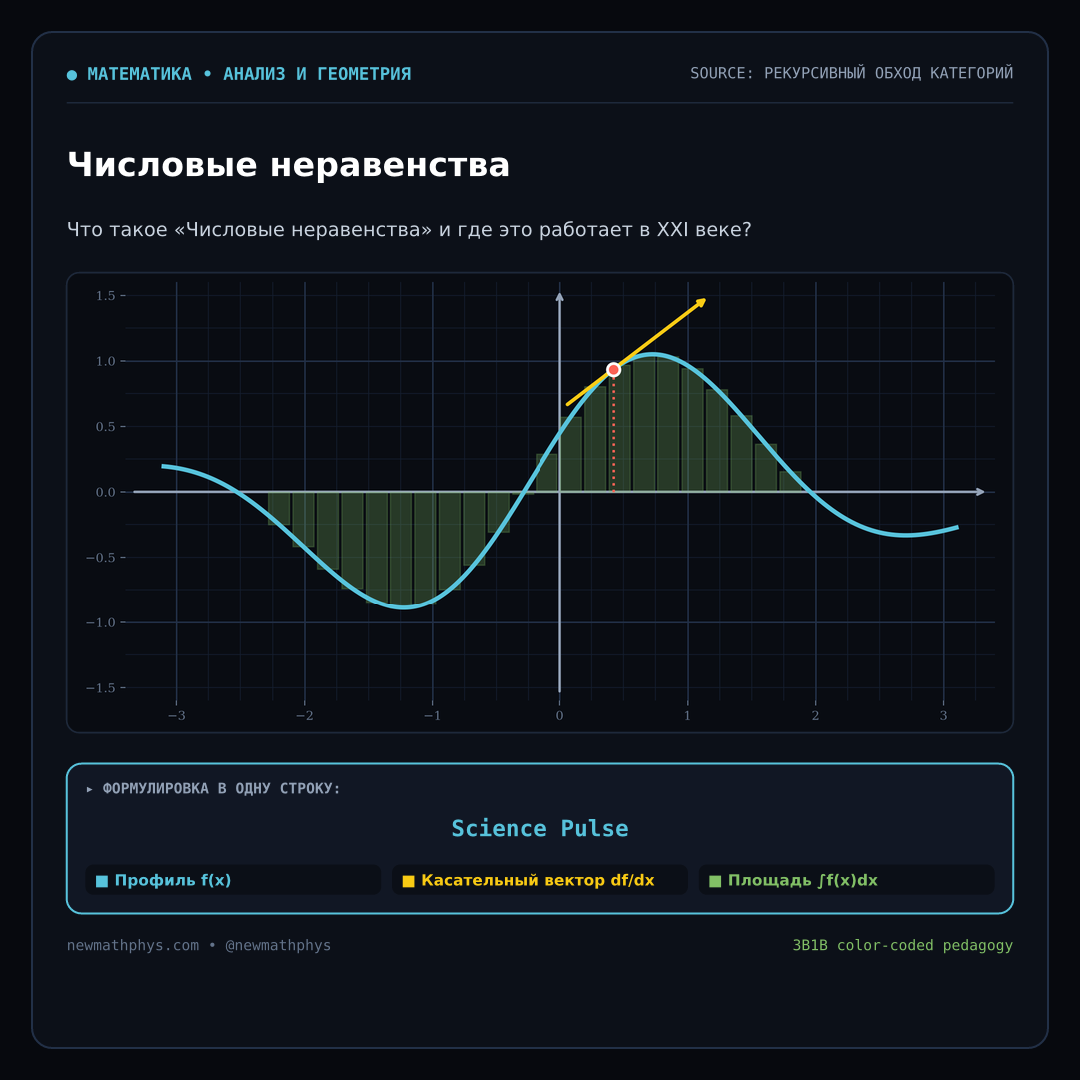 ● МАТЕМАТИКА • АНАЛИЗ И ГЕОМЕТРИЯ
SOURCE: РЕКУРСИВНЫЙ ОБХОД КАТЕГОРИЙ
Числовые неравенства
Что такое «Числовые неравенства» и где это работает в XXI веке?
1.5
1.0
0.5
0.0
−0.5
−1.0
−1.5
−3 −2 −1 0 1 2 3
▸ ФОРМУЛИРОВКА В ОДНУ СТРОКУ:
Science Pulse
■ Профиль f(x) ■ Касательный вектор df/dx ■ Площадь ∫f(x)dx
newmathphys.com • @newmathphys
3B1B color-coded pedagogy